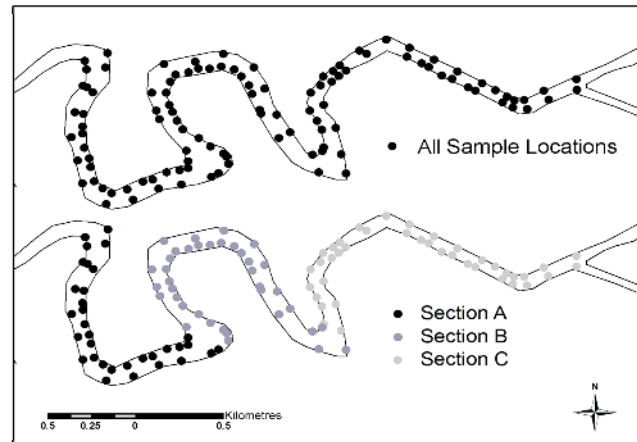 All Sample Locations
Section A
Section B
Section C
N
Kilometres
0.5 0.25 0 0.5